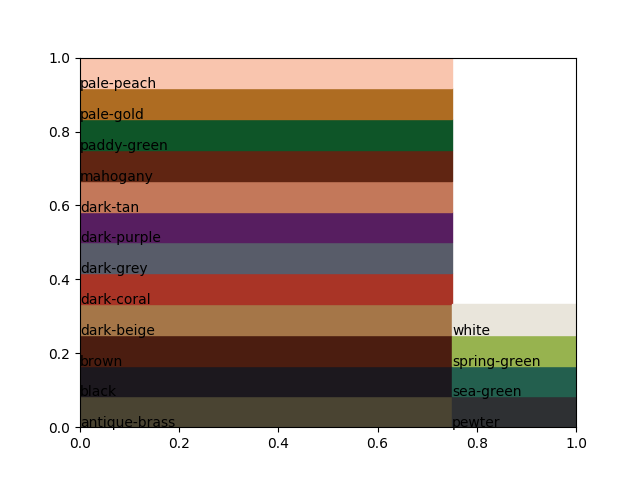 1.0
0.8
0.6
0.4
0.2
0.0
pale-peach
pale-gold
paddy-green
mahogany
dark-tan
dark-purple
dark-grey
dark-coral
dark-beige
brown
black
antique-brass
white
spring-green
sea-green
pewter
0.0 0.2 0.4 0.6 0.8 1.0